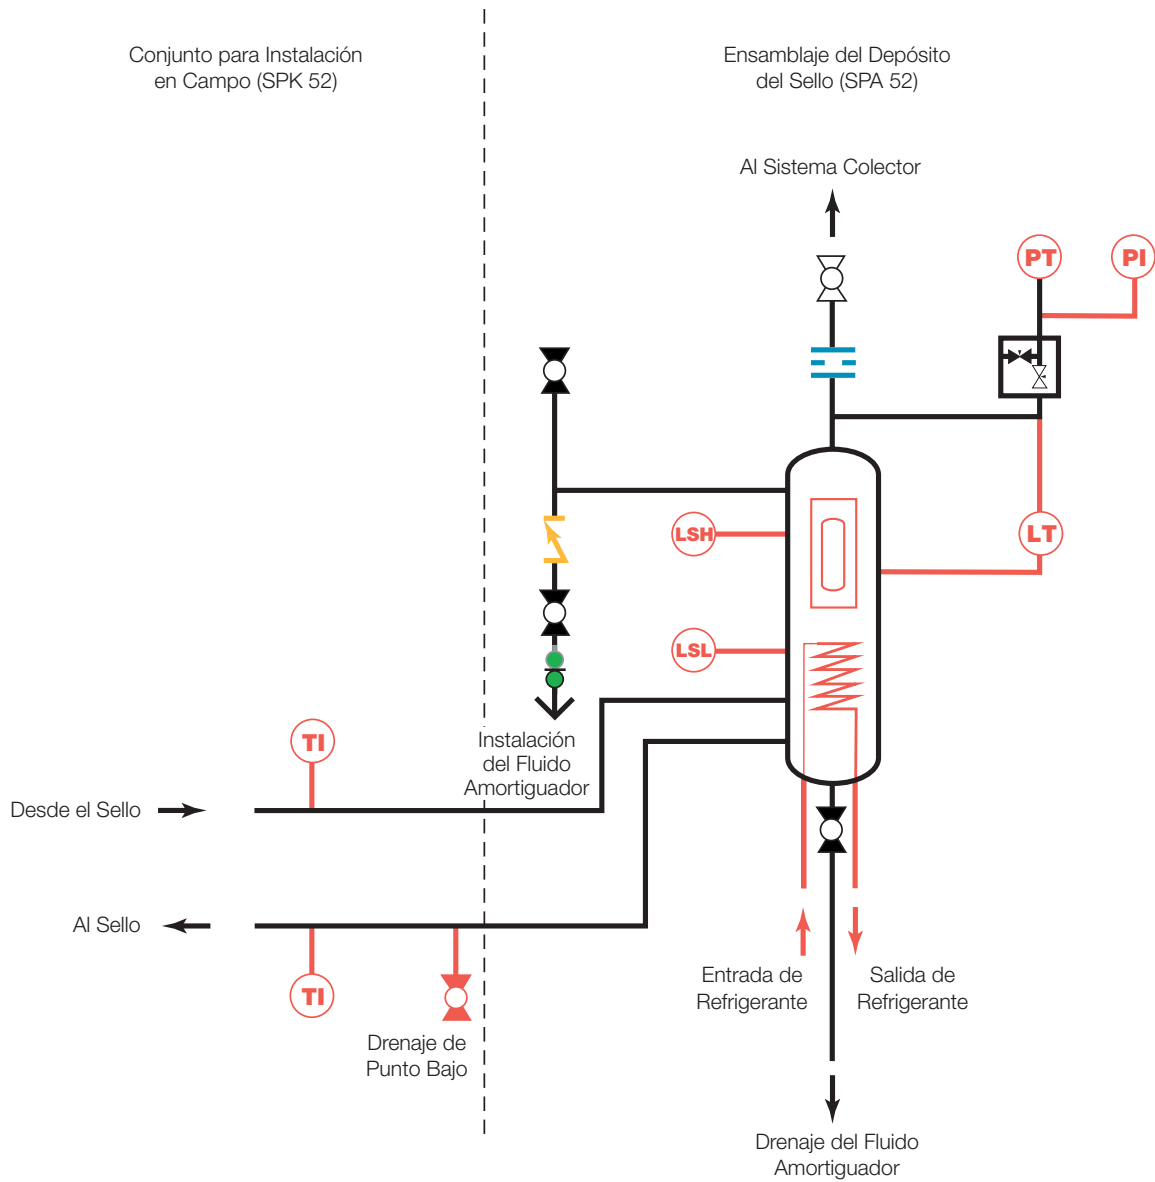 Conjunto para Instalación
en Campo (SPK 52)
Ensamblaje del Depósito
del Sello (SPA 52)
Al Sistema Colector
PT
PI
LSH
LT
LSL
TI
Instalación
del Fluido
Amortiguador
Desde el Sello
Al Sello
TI
Entrada de
Refrigerante
Salida de
Refrigerante
Drenaje de
Punto Bajo
Drenaje del Fluido
Amortiguador